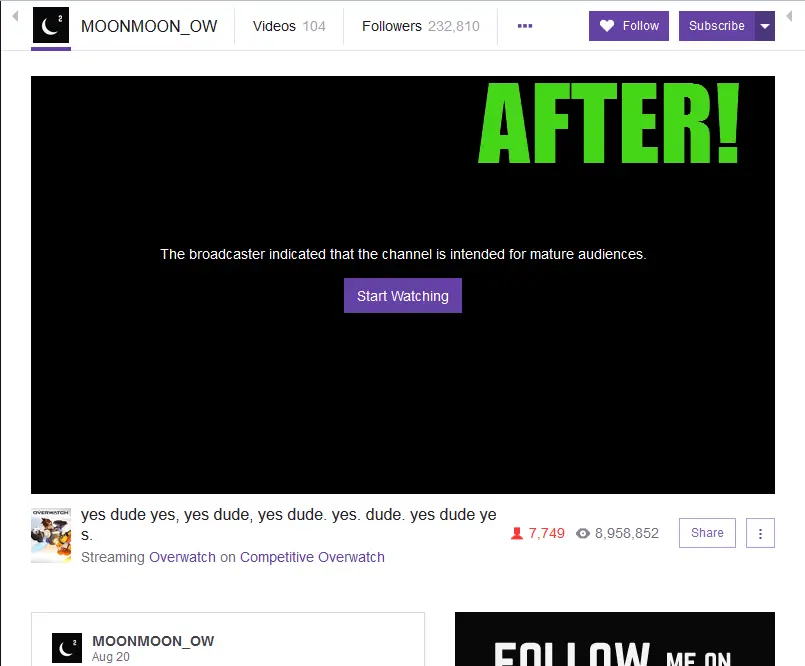 MOONMOON_OW Videos 104 Followers 232,810 Follow Subscribe
AFTER!
The broadcaster indicated that the channel is intended for mature audiences.
Start Watching
OVERWATCH
yes dude yes, yes dude, yes dude. yes. dude. yes dude ye
s.
Streaming Overwatch on Competitive Overwatch
7,749 8,958,852 Share
2 MOONMOON_OW
Aug 20
FOLLOW ME ON